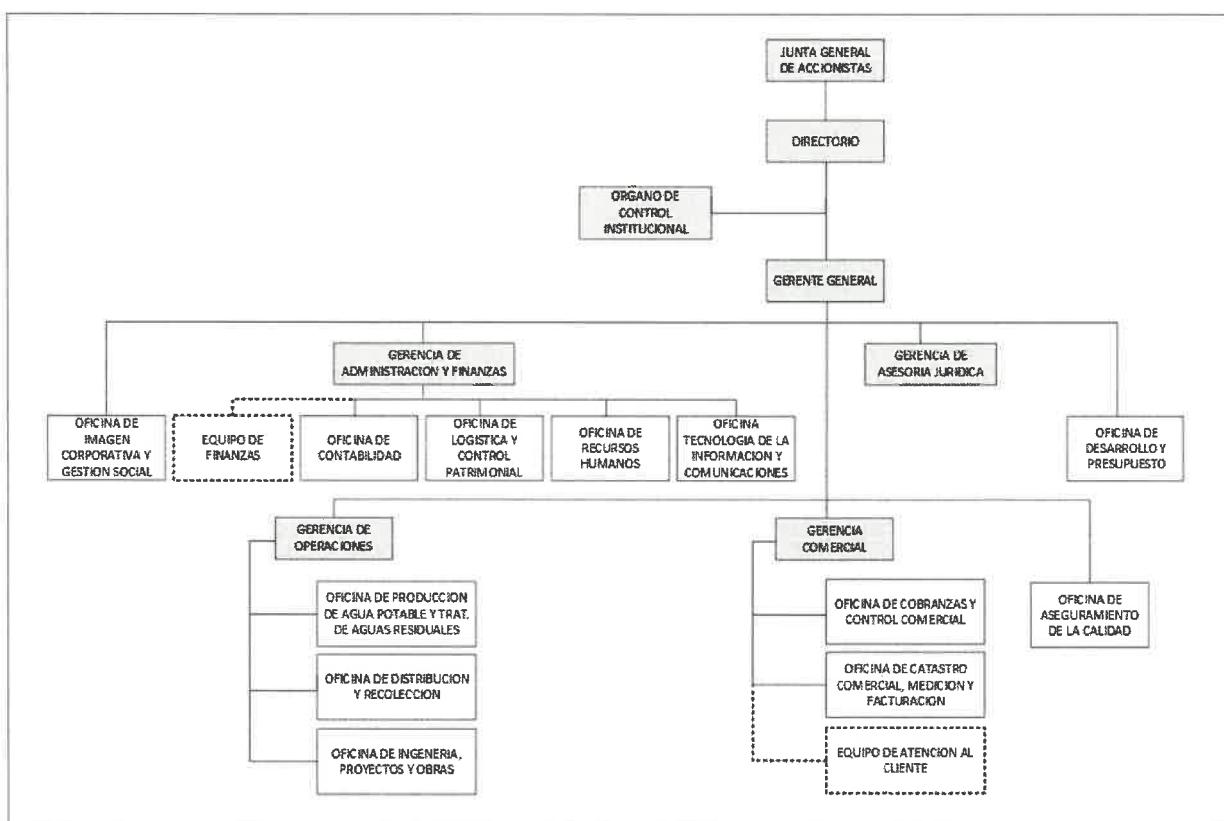 JUNTA GENERAL
DE ACCIONISTAS
DIRECTORIO
ORGANO DE
CONTROL
INSTITUCIONAL
GERENTE GENERAL
GERENCIA DE
ADMINISTRACION Y FINANZAS
GERENCIA DE
ASESORIA JURIDICA
OFICINA DE
IMAGEN
CORPORATIVA Y
GESTION SOCIAL
EQUIPO DE
FINANZAS
OFICINA DE
CONTABILIDAD
OFICINA DE
LOGISTICA Y
CONTROL
PATRIMONIAL
OFICINA DE
RECURSOS
HUMANOS
OFICINA
TECNOLOGIA DE LA
INFORMACION Y
COMUNICACIONES
OFICINA DE
DESARROLLO Y
PRESUPUESTO
GERENCIA DE
OPERACIONES
OFICINA DE PRODUCCION
DE AGUA POTABLE Y TRAT.
DE AGUAS RESIDUALES
OFICINA DE DISTRIBUCION
Y RECOLECCION
OFICINA DE INGENERIA,
PROYECTOS Y OBRAS
GERENCIA
COMERCIAL
OFICINA DE COBRANZAS Y
CONTROL COMERCIAL
OFICINA DE CATASTRO
COMERCIAL, MEDICION Y
FACTURACION
EQUIPO DE ATENCION AL
CLIENTE
OFICINA DE
ASEGURAMIENTO
DE LA CALIDAD